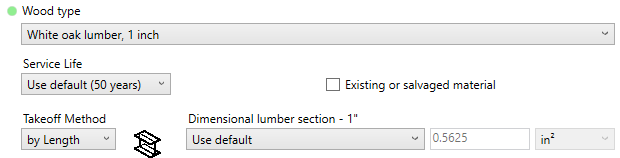 Wood type
White oak lumber, 1 inch
Service Life
Use default (50 years)
Existing or salvaged material
Takeoff Method
Dimensional lumber section - 1"
by Length
Use default
0.5625
in²